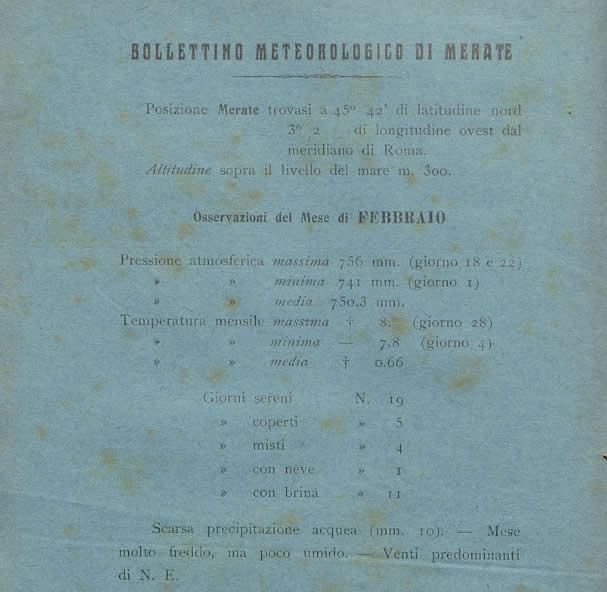 BOLLETTINO METEOROLOGICO DI MERATE
Posizione Merate trovasi a 45° 42' di latitudine nord
3° 2 di longitudine ovest dal
meridiano di Roma.
Altitudine sopra il livello del mare m. 300.
Osservazioni del Mese di FEBBRAIO
Pressione atmosferica massima 756 mm. (giorno 18 e 22)
» » minima 741 mm. (giorno 1)
» » media 750.3 mm.
Temperatura mensile massima † 8.° (giorno 28)
» » minima — 7.8 (giorno 4)
» » media † 0.66
Giorni sereni N. 19
» coperti » 5
» misti » 4
» con neve » 1
» con brina » 11
Scarsa precipitazione acquea (mm. 10). — Mese
molto freddo, ma poco umido. — Venti predominanti
di N. E.